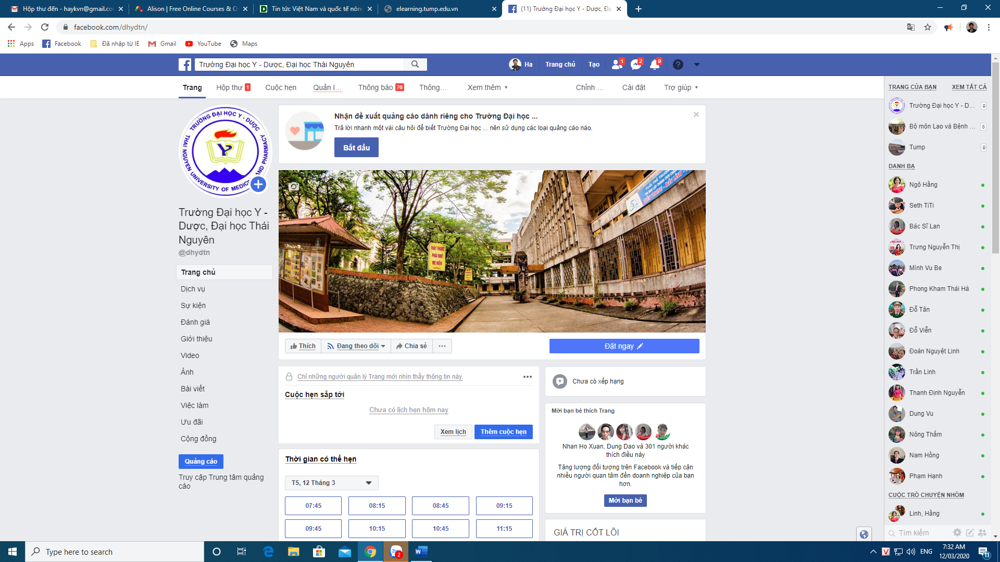 Hộp thư đến - haykvn@gmail.co
Alison | Free Online Courses & O
Tin tức Việt Nam và quốc tế nóng
elearning.tump.edu.vn
(11) Trường Đại học Y - Dược, Đạ
facebook.com/dhydtn/
Apps
Facebook
Đã nhập từ IE
Gmail
YouTube
Maps
Trường Đại học Y - Dược, Đại học Thái Nguyên
Ha
Trang chủ
Tạo
1
2
9
Trang
Hộp thư 1
Cuộc hẹn
Quản l...
Thông báo 76
Thông...
Xem thêm
Chỉnh ...
Cài đặt
Trợ giúp
TRƯỜNG ĐẠI HỌC Y - DƯỢC
THAI NGUYEN UNIVERSITY OF MEDICINE AND PHARMACY
Trường Đại học Y -
Dược, Đại học Thái
Nguyên
@dhydtn
Trang chủ
Dịch vụ
Sự kiện
Đánh giá
Giới thiệu
Video
Ảnh
Bài viết
Việc làm
Ưu đãi
Cộng đồng
Quảng cáo
Truy cập Trung tâm quảng
cáo
Nhận đề xuất quảng cáo dành riêng cho Trường Đại học ...
Trả lời nhanh một vài câu hỏi để biết Trường Đại học ... nên sử dụng các loại quảng cáo nào.
Bắt đầu
THẦY THUỐC
PHẢI NHƯ
MẸ HIỀN
Thích
Đang theo dõi
Chia sẻ
Đặt ngay
Chỉ những người quản lý Trang mới nhìn thấy thông tin này.
Cuộc hẹn sắp tới
Chưa có lịch hẹn hôm nay
Xem lịch
Thêm cuộc hẹn
Thời gian có thể hẹn
T5, 12 Tháng 3
07:45
08:15
08:45
09:15
09:45
10:15
10:45
11:15
Chưa có xếp hạng
Mời bạn bè thích Trang
Nhan Ho Xuan, Dung Dao và 301 người khác
thích điều này
Tăng lượng đối tượng trên Facebook và tiếp cận
nhiều người quan tâm đến doanh nghiệp của bạn
hơn.
Mời bạn bè
GIÁ TRỊ CỐT LÕI
TRANG CỦA BẠN
XEM TẤT CẢ
Trường Đại học Y - D... 9
Bộ môn Lao và Bệnh ... 8
Tump 9
DANH BẠ
Ngô Hằng
Seth TiTi
Bác Sĩ Lan
Trưng Nguyễn Thị
Minh Vu Be
Phong Kham Thái Hà
Đỗ Tân
Đỗ Viễn
Đoàn Nguyệt Linh
Trần Linh
Thanh Định Nguyễn
Dung Vu
Nông Thắm
Nam Hồng
Phạm Hạnh
CUỘC TRÒ CHUYỆN NHÓM
Linh, Hằng
Tìm kiếm
Type here to search
2
ENG
7:32 AM
12/03/2020
11